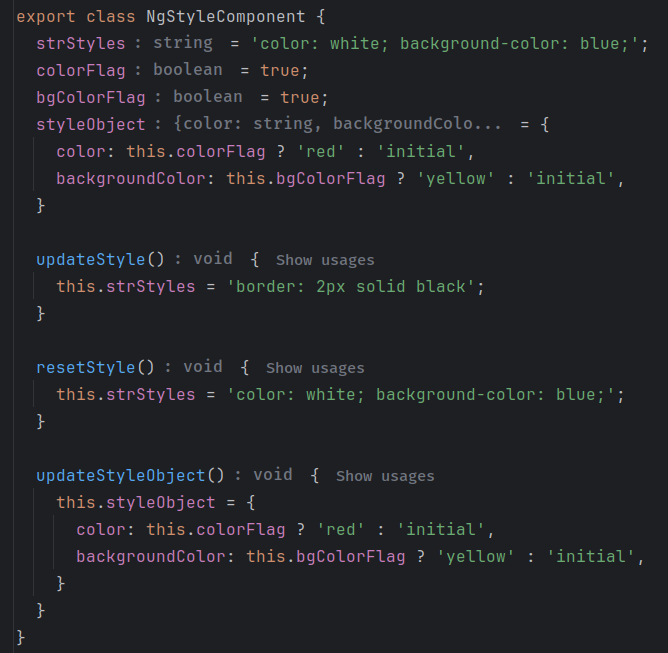 export class NgStyleComponent {
strStyles : string = 'color: white; background-color: blue;';
colorFlag : boolean = true;
bgColorFlag : boolean = true;
styleObject : {color: string, backgroundColo... = {
color: this.colorFlag ? 'red' : 'initial',
backgroundColor: this.bgColorFlag ? 'yellow' : 'initial',
}
updateStyle() : void { Show usages
this.strStyles = 'border: 2px solid black';
}
resetStyle() : void { Show usages
this.strStyles = 'color: white; background-color: blue;';
}
updateStyleObject() : void { Show usages
this.styleObject = {
color: this.colorFlag ? 'red' : 'initial',
backgroundColor: this.bgColorFlag ? 'yellow' : 'initial',
}
}
}